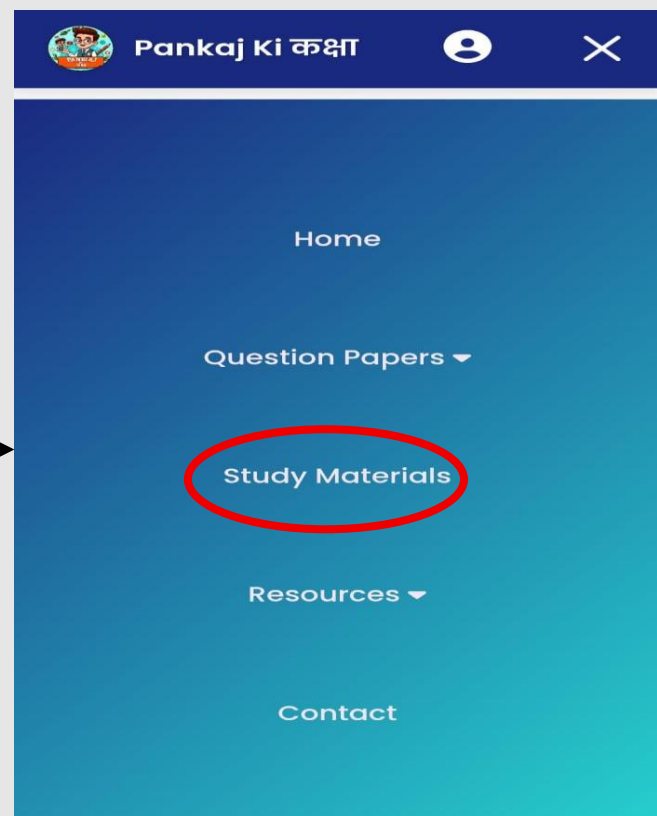 Pankaj Ki कक्षा
Home
Question Papers
Study Materials
Resources
Contact